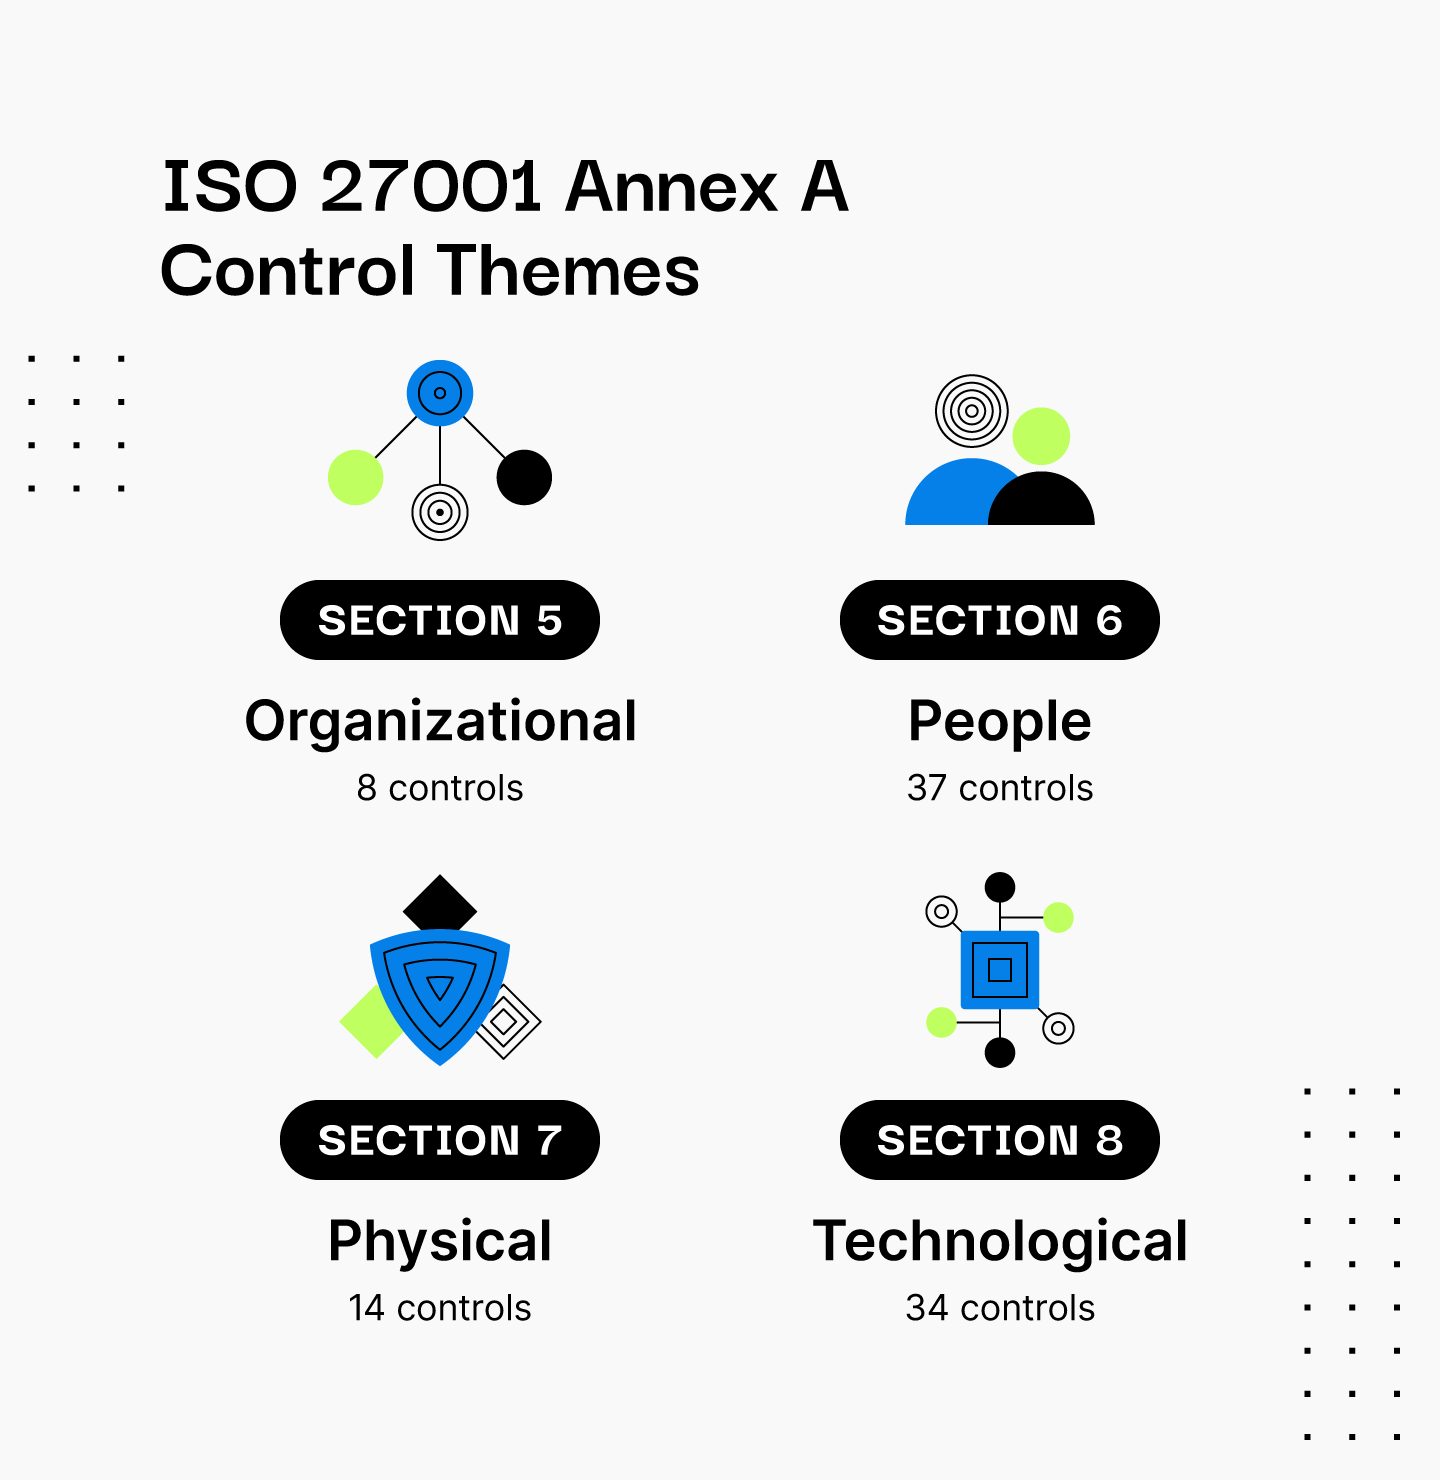 ISO 27001 Annex A
Control Themes
SECTION 5
Organizational
8 controls
SECTION 6
People
37 controls
SECTION 7
Physical
14 controls
SECTION 8
Technological
34 controls